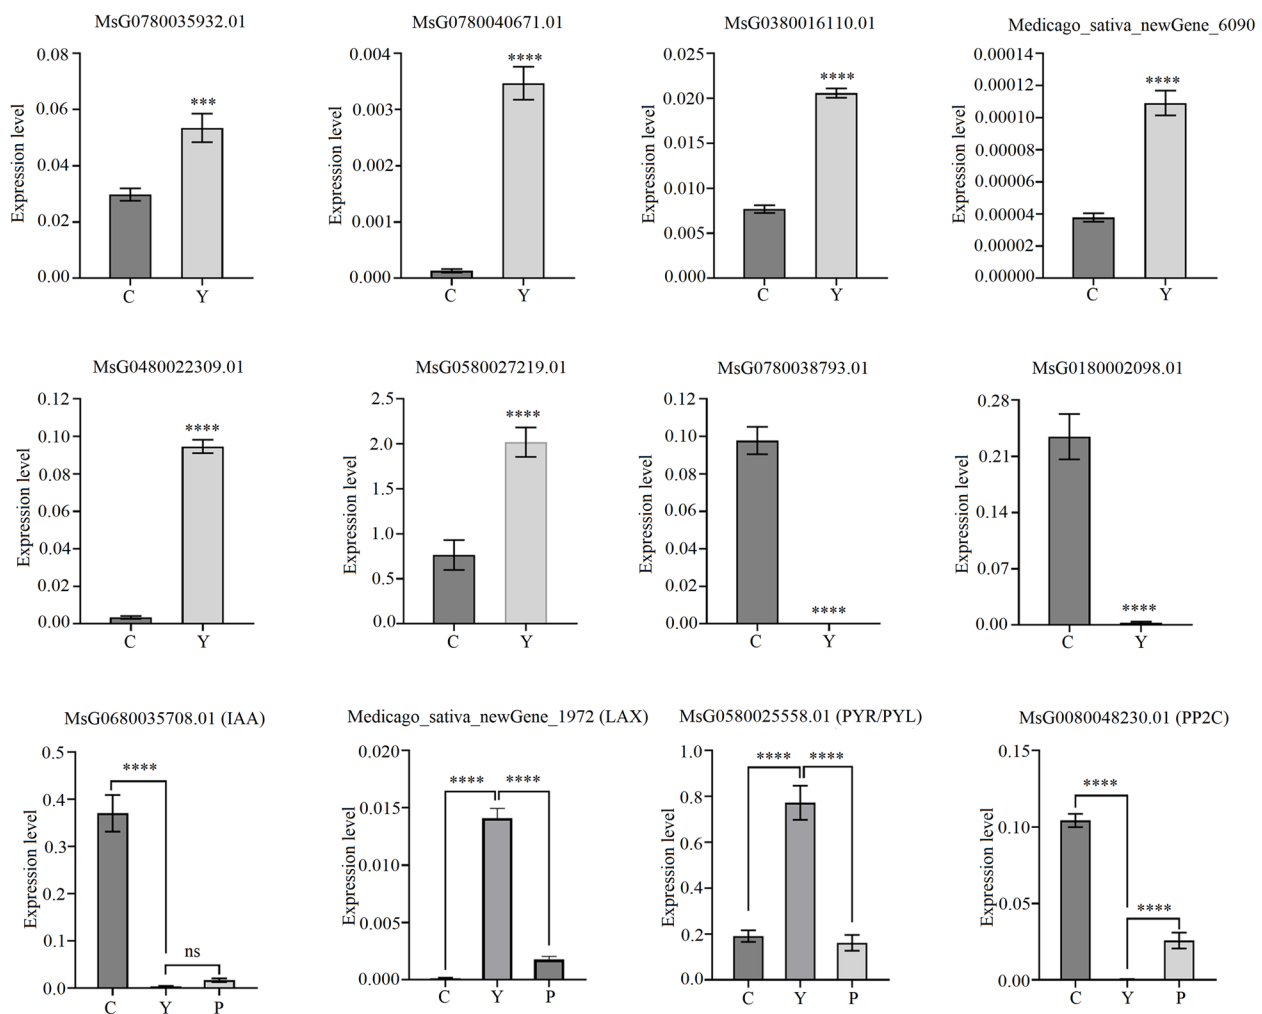 MsG0780035932.01
0.08
0.06
0.04
0.02
0.00
Expression level
***
C Y
MsG0780040671.01
0.004
0.003
0.002
0.001
0.000
Expression level
****
C Y
MsG0380016110.01
0.025
0.020
0.015
0.010
0.005
0.000
Expression level
****
C Y
Medicago_sativa_newGene_6090
0.00014
0.00012
0.00010
0.00008
0.00006
0.00004
0.00002
0.00000
Expression level
****
C Y
MsG0480022309.01
0.12
0.10
0.06
0.04
0.02
0.00
0.08
Expression level
****
C Y
MsG0580027219.01
2.5
2.0
1.5
1.0
0.5
0.0
Expression level
****
C Y
MsG0780038793.01
0.12
0.10
0.08
0.06
0.04
0.02
0.00
Expression level
****
C Y
MsG0180002098.01
0.28
0.21
0.14
0.07
0.00
Expression level
****
C Y
MsG0680035708.01 (IAA)
0.5
0.4
0.3
0.2
0.1
0.0
Expression level
****
ns
C Y P
Medicago_sativa_newGene_1972 (LAX)
0.020
0.015
0.010
0.005
0.000
Expression level
**** ****
C Y P
MsG0580025558.01 (PYR/PYL)
1.0
0.8
0.6
0.4
0.2
0.0
Expression level
**** ****
C Y P
MsG0080048230.01 (PP2C)
0.15
0.10
0.05
0.00
Expression level
****
****
C Y P